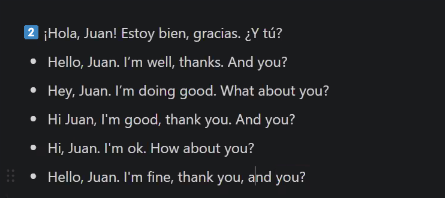 2 ¡Hola, Juan! Estoy bien, gracias. ¿Y tú?
• Hello, Juan. I’m well, thanks. And you?
• Hey, Juan. I’m doing good. What about you?
• Hi Juan, I'm good, thank you. And you?
• Hi, Juan. I'm ok. How about you?
• Hello, Juan. I'm fine, thank you, and you?